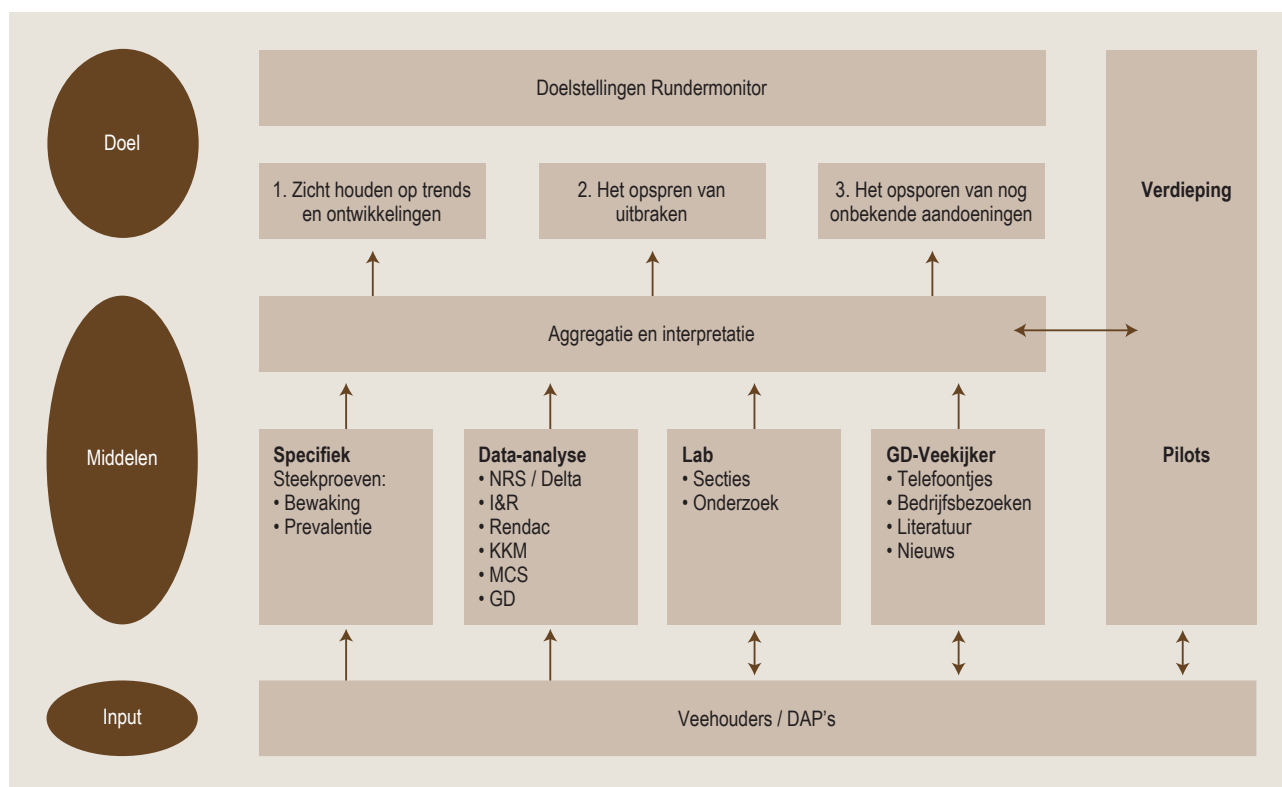 Doel
Doelstellingen Rundermonitor
1. Zicht houden op trends
en ontwikkelingen
2. Het opspren van
uitbraken
3. Het opsporen van nog
onbekende aandoeningen
Verdieping
Middelen
Aggregatie en interpretatie
Specifiek
Steekproeven:
• Bewaking
• Prevalentie
Data-analyse
• NRS / Delta
• I&R
• Rendac
• KKM
• MCS
• GD
Lab
• Secties
• Onderzoek
GD-Veekijker
• Telefoontjes
• Bedrijfsbezoeken
• Literatuur
• Nieuws
Pilots
Input
Veehouders / DAP's